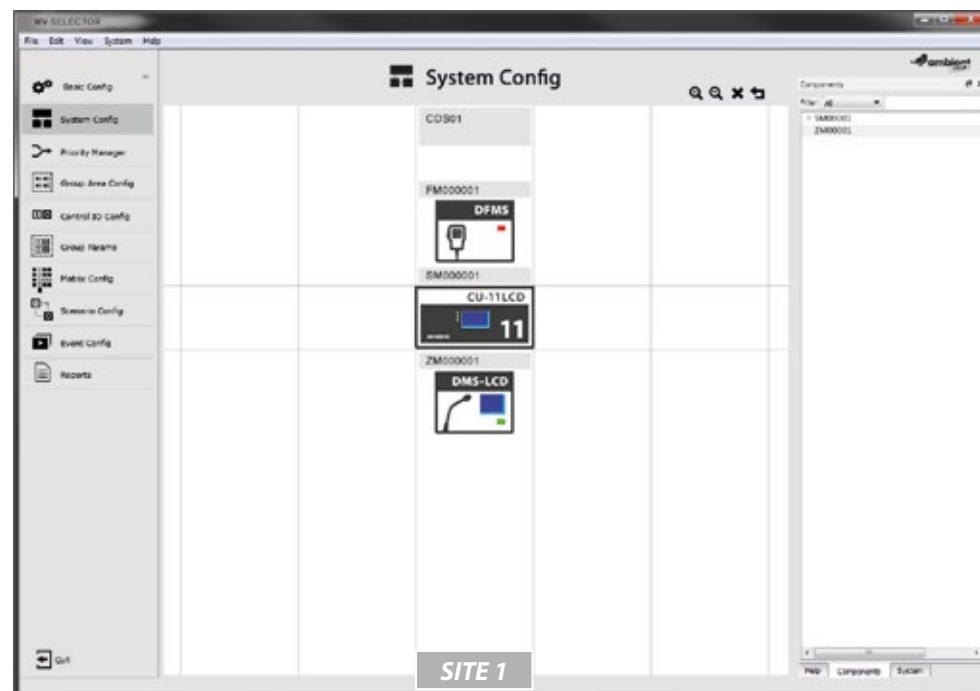 MV SELECTOR
File Edit View System Help
Basic Config
System Config
Priority Manager
Group Area Config
Control IO Config
Group Params
Matrix Config
Scenario Config
Event Config
Reports
Quit
System Config
CDS01
FM000001
DFMS
SM000001
CU-11LCD
11
ZM000001
DMS-LCD
SITE 1
ambient
Components
Filter: All
SM000001
ZM000001
Help Components System